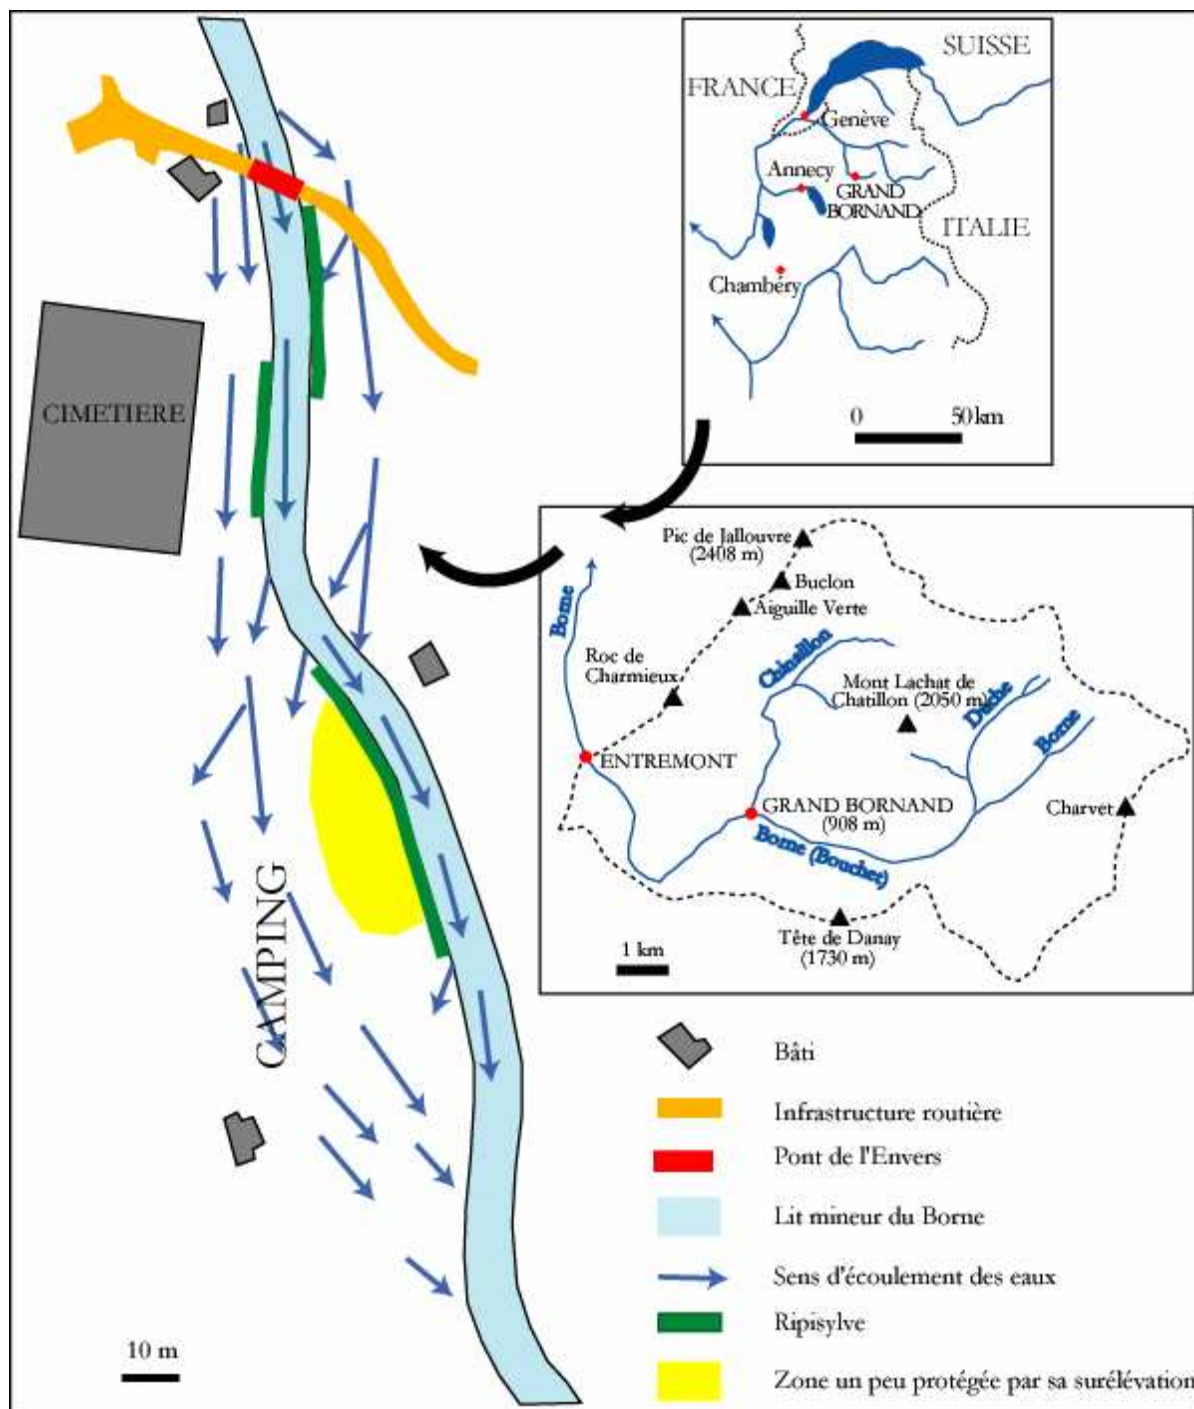 CIMETIERE
CAMPING
10 m
SUISSE
FRANCE
Genève
Annecy
GRAND
BORNAND
ITALIE
Chambéry
0 50 km
Pic de Jallouvre
(2408 m)
Buclon
Aiguille Verte
Borne
Roc de
Charmieux
Chinaillon
Mont Lachat de
Chatillon (2050 m)
Duche
Borne
ENTREMONT
GRAND BORNAND
(908 m)
Charvet
Borne (Bouchet)
Tête de Danay
(1730 m)
1 km
Bâti
Infrastructure routière
Pont de l'Envers
Lit mineur du Borne
Sens d'écoulement des eaux
Ripisylve
Zone un peu protégée par sa surélévation